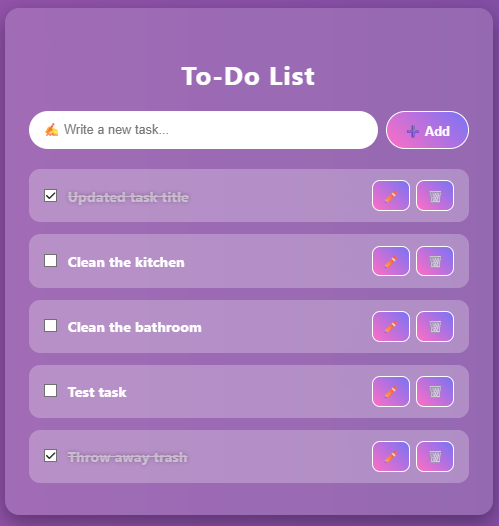 To-Do List
✍️ Write a new task...
➕ Add
Updated task title
Clean the kitchen
Clean the bathroom
Test task
Throw away trash